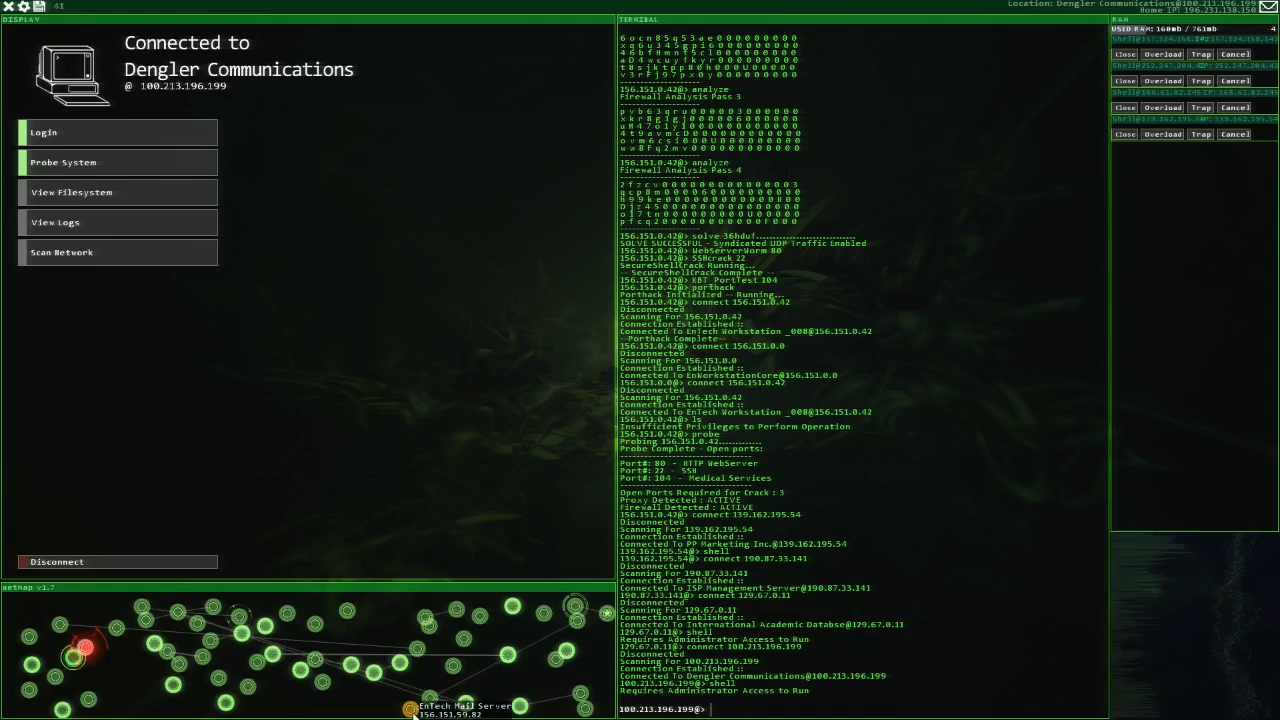 41
Location: Dengler Communications@100.213.196.199
Home IP: 196.231.138.150
DISPLAY
Connected to
Dengler Communications
@ 100.213.196.199
Login
Probe System
View Filesystem
View Logs
Scan Network
Disconnect
netMap v1.7
EnTech Mail Server
156.151.59.82
TERMINAL
156.151.0.42@> analyze
Firewall Analysis Pass 3
--------------------
156.151.0.42@> analyze
Firewall Analysis Pass 4
--------------------
156.151.0.42@> solve 36hduf.............................
SOLVE SUCCESSFUL - Syndicated UDP Traffic Enabled
156.151.0.42@> WebServerWorm 80
156.151.0.42@> SSHcrack 22
SecureShellCrack Running...
-- SecureShellCrack Complete --
156.151.0.42@> KBT_PortTest 104
156.151.0.42@> porthack
Porthack Initialized -- Running...
156.151.0.42@> connect 156.151.0.42
Disconnected
Scanning For 156.151.0.42
Connection Established ::
Connected To EnTech Workstation _008@156.151.0.42
--Porthack Complete--
156.151.0.42@> connect 156.151.0.0
Disconnected
Scanning For 156.151.0.0
Connection Established ::
Connected To EnWorkstationCore@156.151.0.0
156.151.0.0@> connect 156.151.0.42
Disconnected
Scanning For 156.151.0.42
Connection Established ::
Connected To EnTech Workstation _008@156.151.0.42
156.151.0.42@> ls
Insufficient Privileges to Perform Operation
156.151.0.42@> probe
Probing 156.151.0.42.............
Probe Complete - Open ports:
---------------------------------
Port#: 80 - HTTP WebServer
Port#: 22 - SSH
Port#: 104 - Medical Services
---------------------------------
Open Ports Required for Crack : 3
Proxy Detected : ACTIVE
Firewall Detected : ACTIVE
156.151.0.42@> connect 139.162.195.54
Disconnected
Scanning For 139.162.195.54
Connection Established ::
Connected To PP Marketing Inc.@139.162.195.54
139.162.195.54@> shell
139.162.195.54@> connect 190.87.33.141
Disconnected
Scanning For 190.87.33.141
Connection Established ::
Connected To ISP Management Server@190.87.33.141
190.87.33.141@> connect 129.67.0.11
Disconnected
Scanning For 129.67.0.11
Connection Established ::
Connected To International Academic Databse@129.67.0.11
129.67.0.11@> shell
Requires Administrator Access to Run
129.67.0.11@> connect 100.213.196.199
Disconnected
Scanning For 100.213.196.199
Connection Established ::
Connected To Dengler Communications@100.213.196.199
100.213.196.199@> shell
Requires Administrator Access to Run
100.213.196.199@>
RAM
USED RAM: 160mb / 761mb 4
Close Overload Trap Cancel
Close Overload Trap Cancel
Close Overload Trap Cancel
Close Overload Trap Cancel